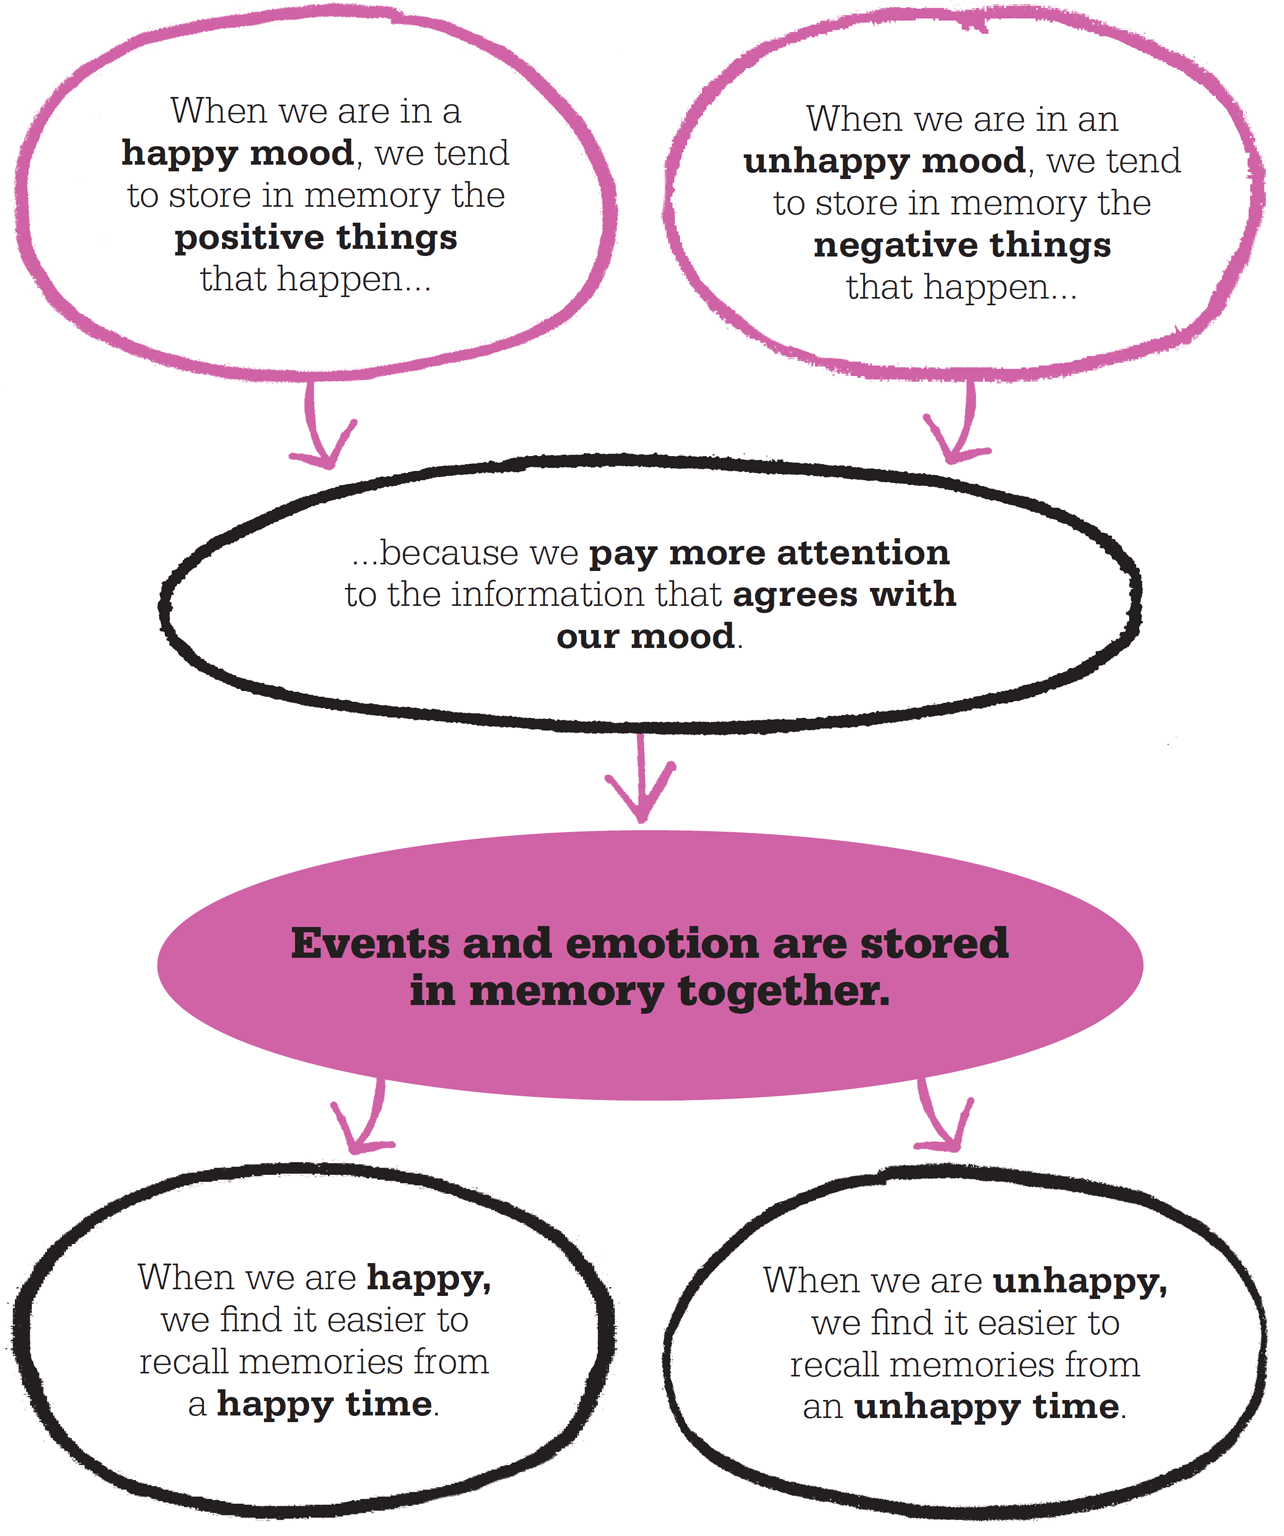 When we are in a
happy mood, we tend
to store in memory the
positive things
that happen...
When we are in an
unhappy mood, we tend
to store in memory the
negative things
that happen...
...because we pay more attention
to the information that agrees with
our mood.
Events and emotion are stored
in memory together.
When we are happy,
we find it easier to
recall memories from
a happy time.
When we are unhappy,
we find it easier to
recall memories from
an unhappy time.